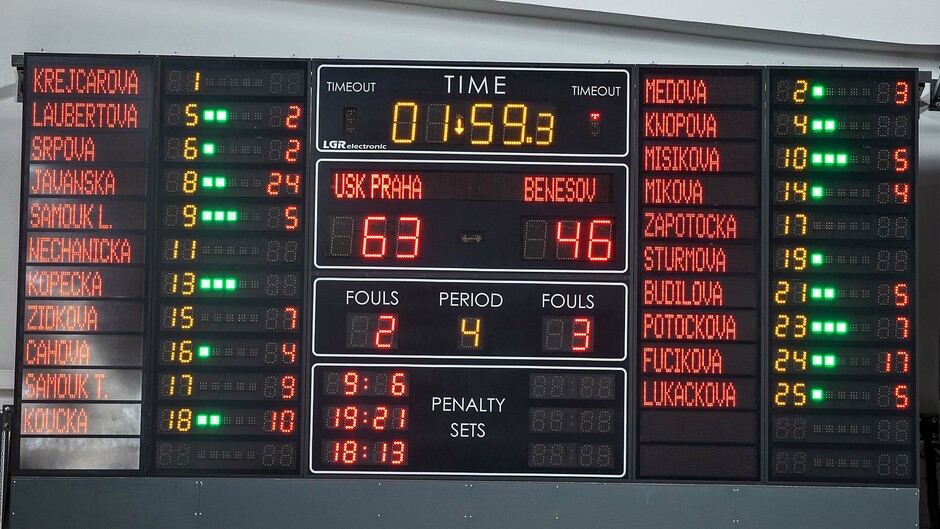 KREJCAROVA 1
LAUBERTOVA 5 2
SRPOVA 6 2
JAVANSKA 8 24
SAMOUK L. 9 5
NECHANICKA 11
KOPECKA 13
ZIDKOVA 15 7
CAHOVA 16 4
SAMOUK T. 17 9
KOUCKA 18 10
TIMEOUT TIME TIMEOUT
01 59.3
LGR electronic
USK PRAHA BENESOV
63 46
FOULS PERIOD FOULS
2 4 3
9: 6
19:21
18:13
PENALTY
SETS
MEDOVA 2 3
KNOPOVA 4
MISIKOVA 10 5
MIKOVA 14 4
ZAPOTOCKA 17
STURMOVA 19
BUDILOVA 21 5
POTOCKOVA 23 7
FUCIKOVA 24 17
LUKACKOVA 25 5